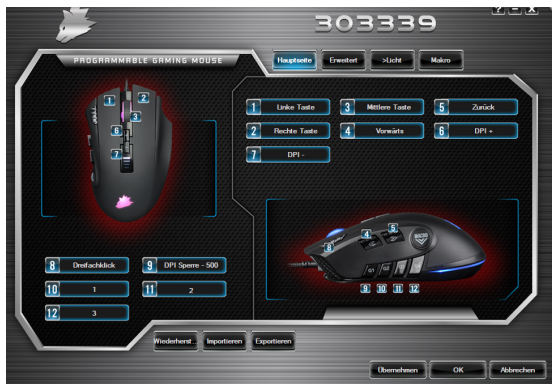 ? – X
303339
PROGRAMMABLE GAMING MOUSE
Hauptseite Erweitert >Licht Makro
1 2
3
6
7
1 Linke Taste 3 Mittlere Taste 5 Zurück
2 Rechte Taste 4 Vorwärts 6 DPI +
7 DPI -
4 5
8
G1 G2
9 10 11 12
8 Dreifachklick 9 DPI Sperre - 500
10 1 11 2
12 3
Wiederherst... Importieren Exportieren
Übernehmen OK Abbrechen